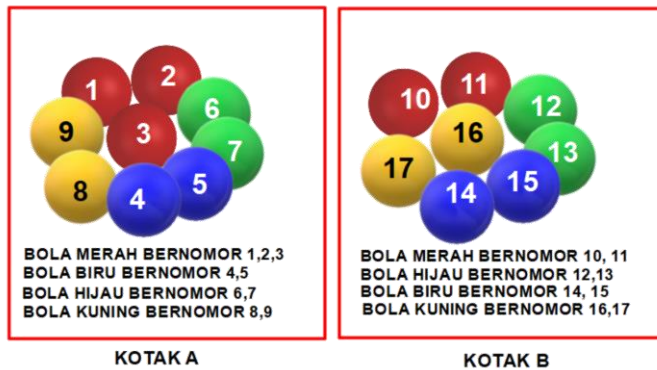 1
2
3
6
9
7
8
4
5
BOLA MERAH BERNOMOR 1,2,3
BOLA BIRU BERNOMOR 4,5
BOLA HIJAU BERNOMOR 6,7
BOLA KUNING BERNOMOR 8,9
KOTAK A
10
11
12
16
13
17
14
15
BOLA MERAH BERNOMOR 10, 11
BOLA HIJAU BERNOMOR 12,13
BOLA BIRU BERNOMOR 14, 15
BOLA KUNING BERNOMOR 16,17
KOTAK B